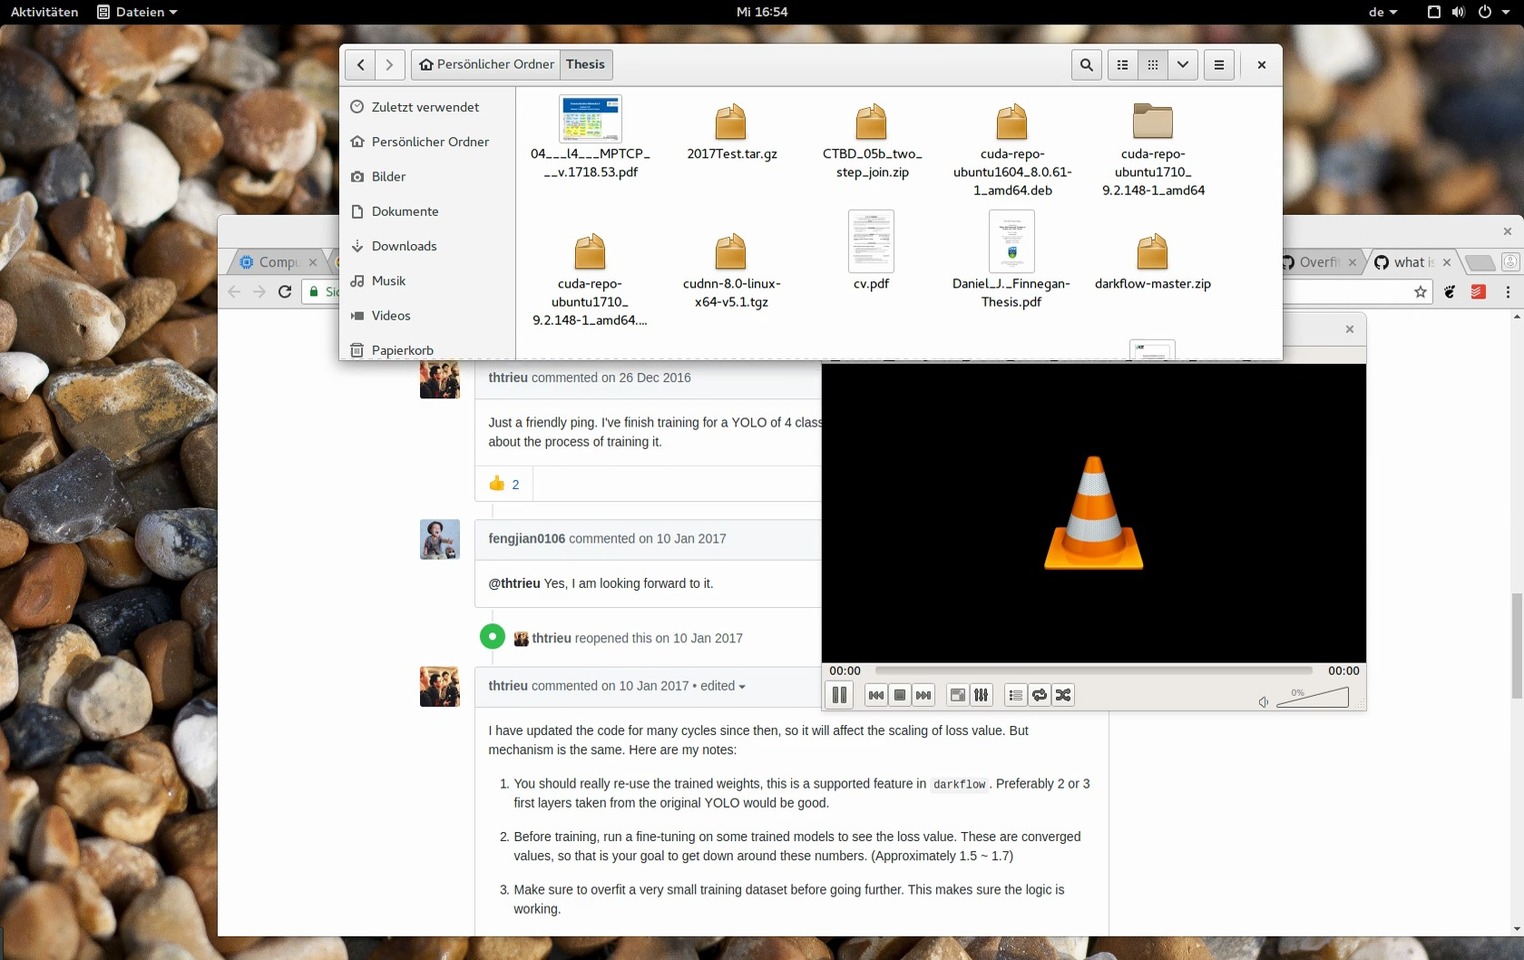 Aktivitäten
Dateien
Mi 16:54
de
Persönlicher Ordner
Thesis
Zuletzt verwendet
Persönlicher Ordner
Bilder
Dokumente
Downloads
Musik
Videos
Papierkorb
04___l4___MPTCP_
__v.1718.53.pdf
2017Test.tar.gz
CTBD_05b_two_
step_join.zip
cuda-repo-
ubuntu1604_8.0.61-
1_amd64.deb
cuda-repo-
ubuntu1710_
9.2.148-1_amd64
cuda-repo-
ubuntu1710_
9.2.148-1_amd64....
cudnn-8.0-linux-
x64-v5.1.tgz
cv.pdf
Daniel_J._Finnegan-
Thesis.pdf
darkflow-master.zip
Compu
Overfit
what is
Sic
thtrieu commented on 26 Dec 2016
Just a friendly ping. I've finish training for a YOLO of 4 class
about the process of training it.
2
fengjian0106 commented on 10 Jan 2017
@thtrieu Yes, I am looking forward to it.
thtrieu reopened this on 10 Jan 2017
thtrieu commented on 10 Jan 2017 • edited
I have updated the code for many cycles since then, so it will affect the scaling of loss value. But
mechanism is the same. Here are my notes:
1. You should really re-use the trained weights, this is a supported feature in darkflow. Preferably 2 or 3
first layers taken from the original YOLO would be good.
2. Before training, run a fine-tuning on some trained models to see the loss value. These are converged
values, so that is your goal to get down around these numbers. (Approximately 1.5 ~ 1.7)
3. Make sure to overfit a very small training dataset before going further. This makes sure the logic is
working.
00:00
00:00
0%